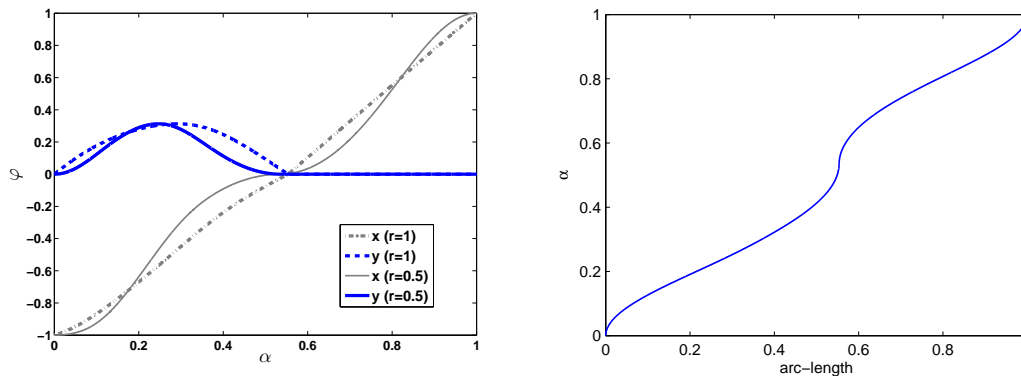 1
0.8
0.6
0.4
0.2
0
−0.2
−0.4
−0.6
−0.8
−1
φ
0 0.2 0.4 0.6 0.8 1
α
x (r=1)
y (r=1)
x (r=0.5)
y (r=0.5)
1
0.8
0.6
0.4
0.2
0
α
0 0.2 0.4 0.6 0.8
arc−length